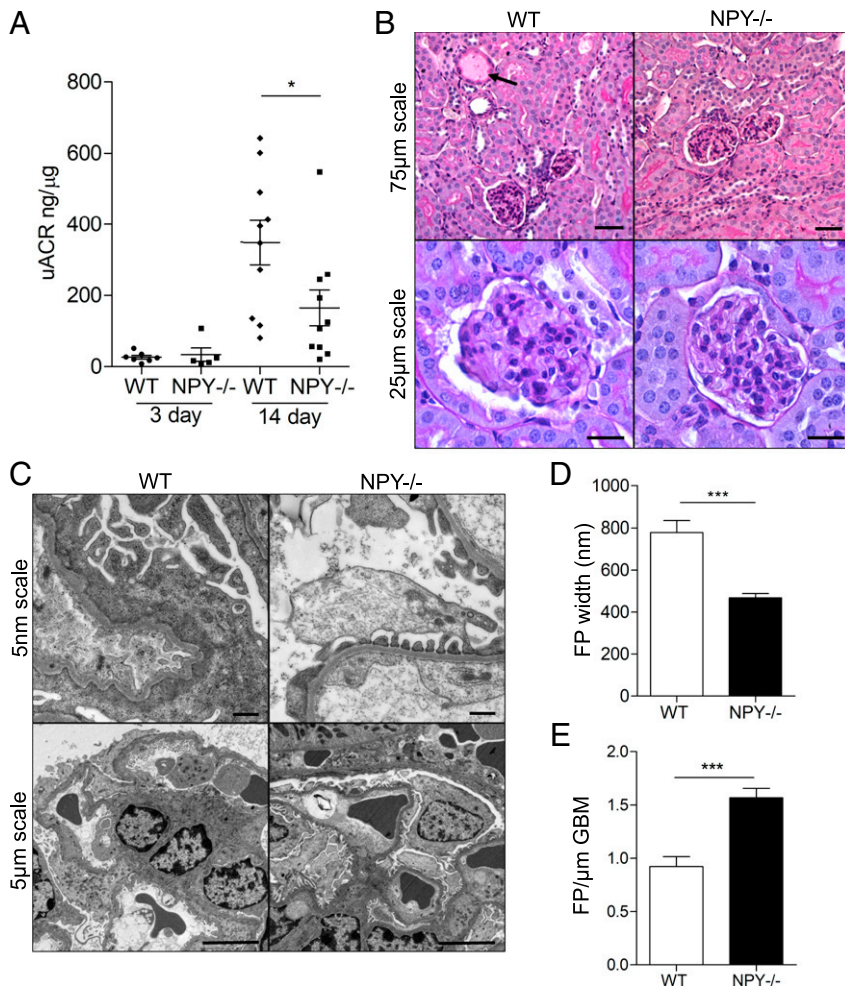 A
uACR ng/μg
800
600
400
200
0
*
WT
NPY-/-
WT
NPY-/-
3 day
14 day
B
WT
NPY-/-
75μm scale
25μm scale
C
WT
NPY-/-
5nm scale
5μm scale
D
FP width (nm)
1000
800
600
400
200
0
***
WT
NPY-/-
E
FP/μm GBM
2.0
1.5
1.0
0.5
0.0
***
WT
NPY-/-